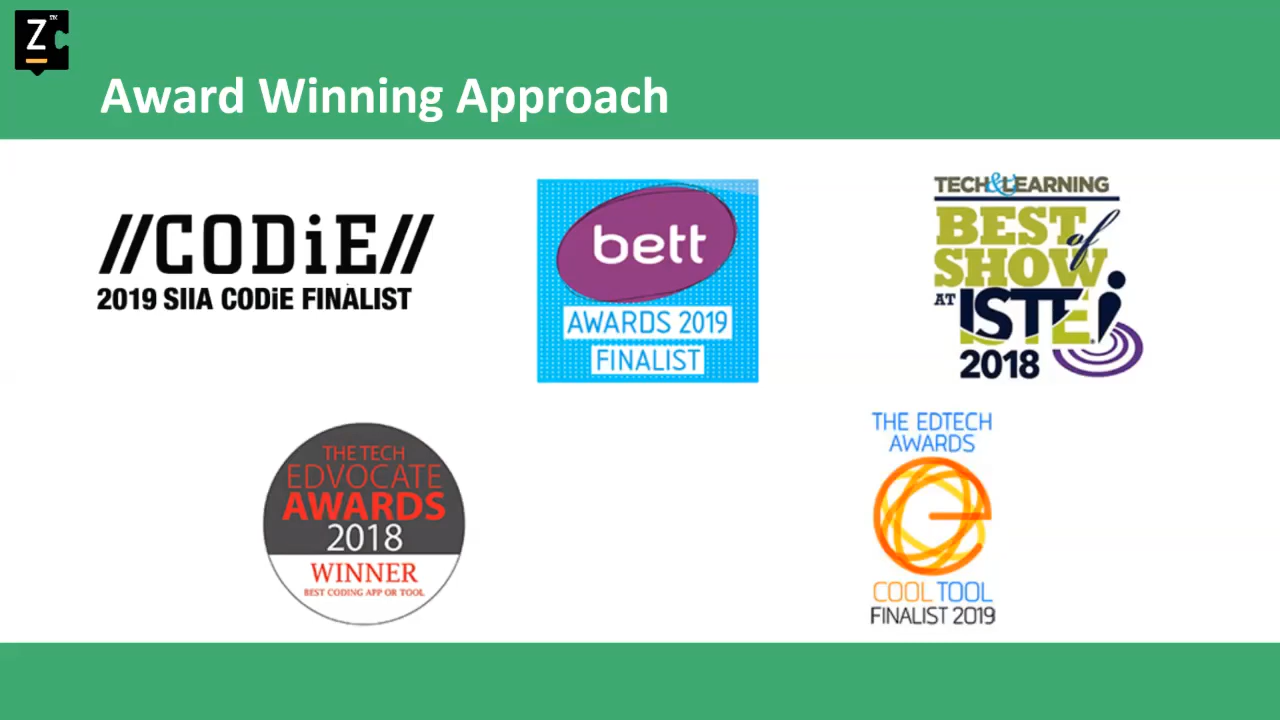 ZC™
Award Winning Approach
//CODiE//
2019 SIIA CODiE FINALIST
bett
AWARDS 2019
FINALIST
TECH&LEARNING
BEST of
SHOW
AT ISTE
2018
THE TECH
EDVOCATE
AWARDS
2018
WINNER
BEST CODING APP OR TOOL
THE EDTECH
AWARDS
e
COOL TOOL
FINALIST 2019